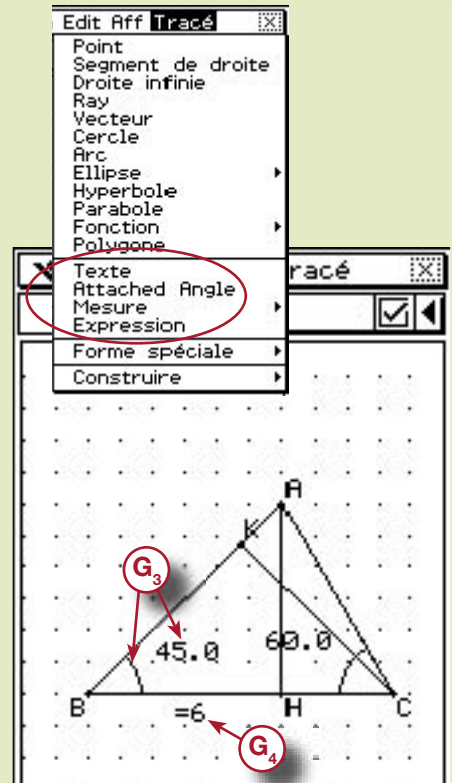 Edit Aff Tracé
Point
Segment de droite
Droite infinie
Ray
Vecteur
Cercle
Arc
Ellipse
Hyperbole
Parabole
Fonction
Polygone
Texte
Attached Angle
Mesure
Expression
Forme spéciale
Construire
racé
A
K
G3
45.0
60.0
B
H
C
=6
G4